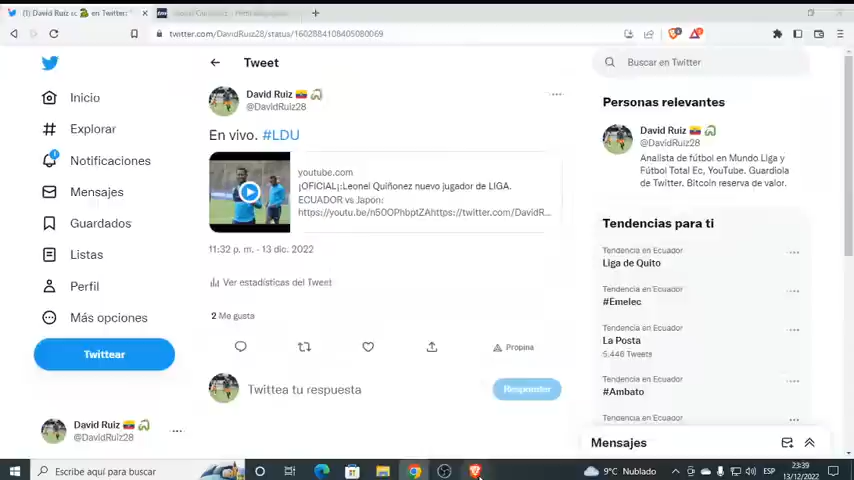 (1) David Ruiz
en Twitter:
twitter.com/DavidRuiz28/status/1602884108405080069
Inicio
Explorar
Notificaciones
Mensajes
Guardados
Listas
Perfil
Más opciones
Twittear
David Ruiz
@DavidRuiz28
Tweet
David Ruiz
@DavidRuiz28
En vivo. #LDU
youtube.com
¡OFICIAL¡:Leonel Quiñonez nuevo jugador de LIGA.
ECUADOR vs Japón:
https://youtu.be/n6OOPhbptZAhttps://twitter.com/DavidR...
11:32 p. m. · 13 dic. 2022
Ver estadísticas del Tweet
2 Me gusta
Propina
Twittea tu respuesta
Responder
Buscar en Twitter
Personas relevantes
David Ruiz
@DavidRuiz28
Analista de fútbol en Mundo Liga y
Fútbol Total Ec, YouTube. Guardiola
de Twitter. Bitcoin reserva de valor.
Tendencias para ti
Tendencia en Ecuador
Liga de Quito
Tendencia en Ecuador
#Emelec
Tendencia en Ecuador
La Posta
5.446 Tweets
Tendencia en Ecuador
#Ambato
Tendencia en Ecuador
Mensajes
Escribe aquí para buscar
9°C Nublado
ESP
23:39
13/12/2022